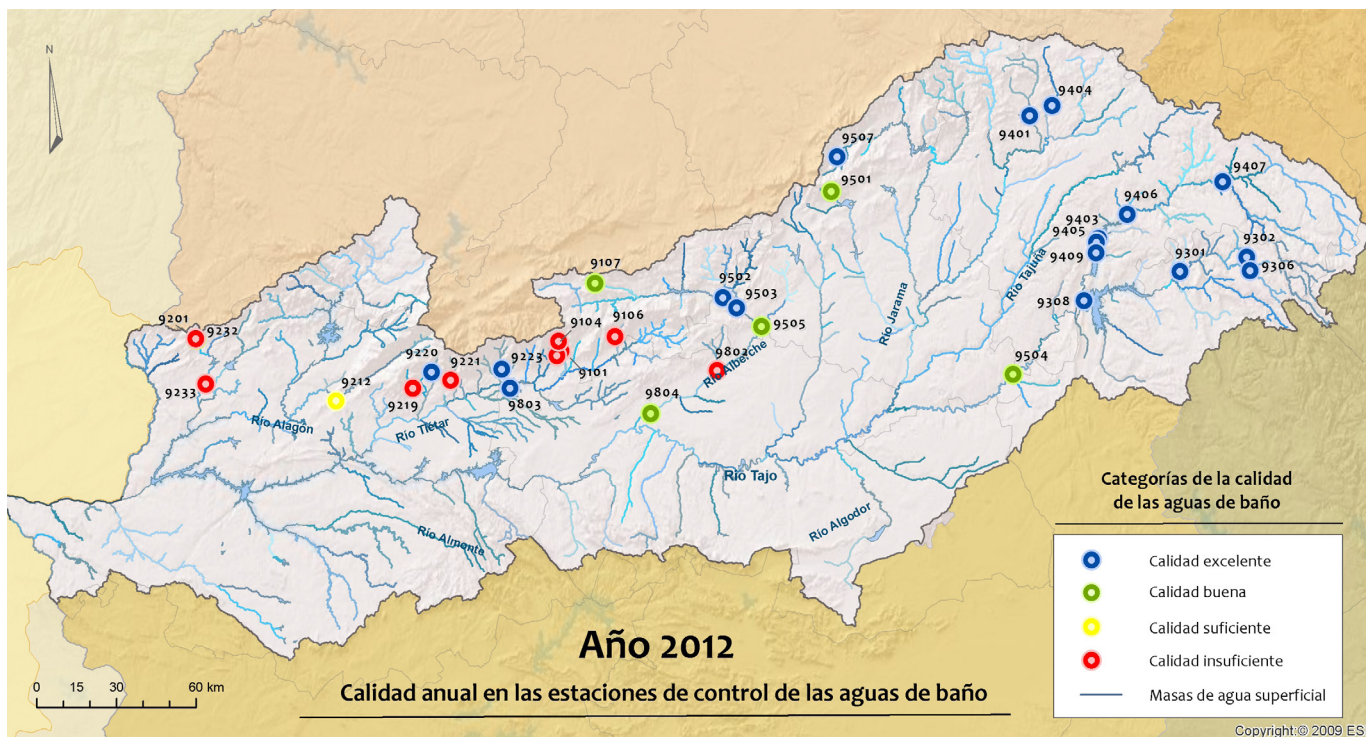 N
9404
9401
9507
9501
9407
9406
9403
9405
9409
9302
9301
9306
9308
9107
9502
9503
9505
9504
9201
9232
9233
9104
9106
9101
9220
9221
9223
9212
9219
9803
9804
Río Tajuña
Río Jarama
Río Alberche
Río Alagón
Río Tiétar
Río Tajo
Río Algodor
Río Almonte
Categorías de la calidad
de las aguas de baño
Calidad excelente
Calidad buena
Calidad suficiente
Calidad insuficiente
Masas de agua superficial
Año 2012
Calidad anual en las estaciones de control de las aguas de baño
0 15 30 60 km
Copyright:© 2009 ES